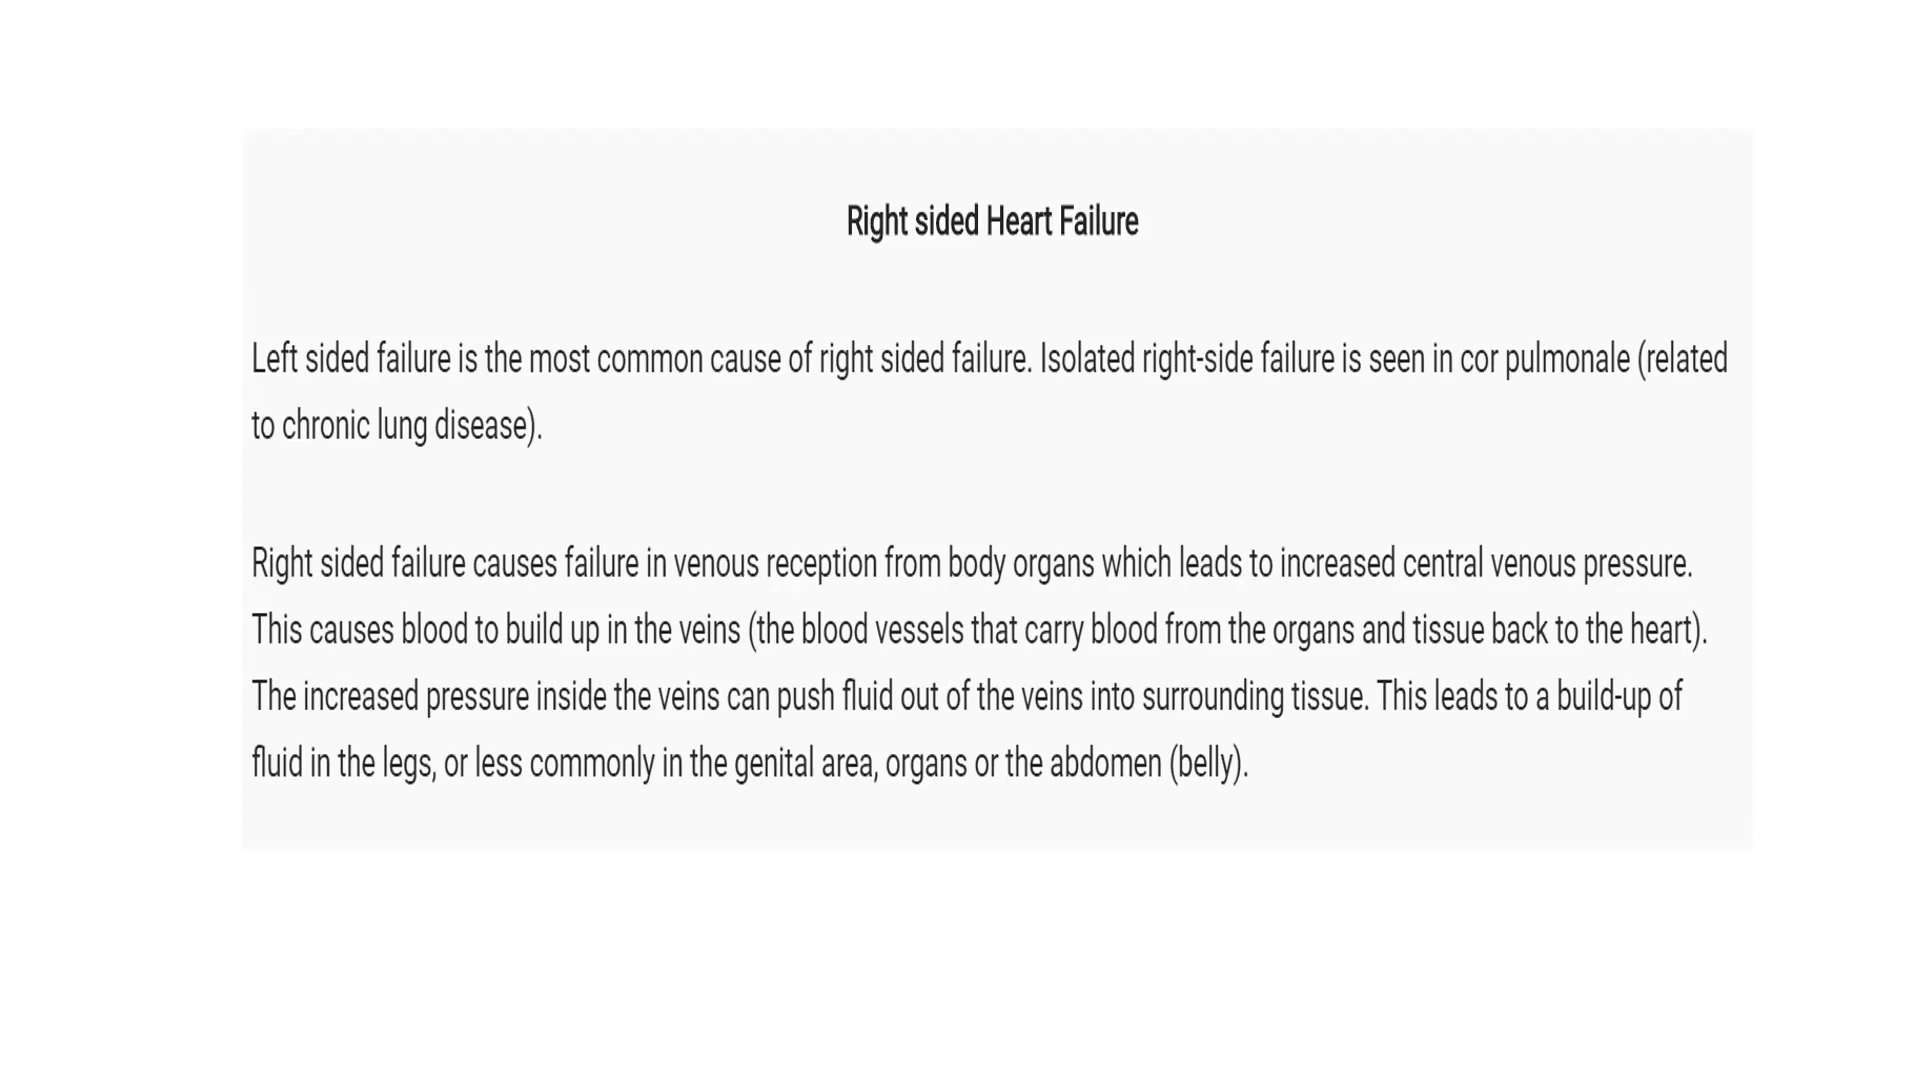 Right sided Heart Failure
Left sided failure is the most common cause of right sided failure. Isolated right-side failure is seen in cor pulmonale (related
to chronic lung disease).
Right sided failure causes failure in venous reception from body organs which leads to increased central venous pressure.
This causes blood to build up in the veins (the blood vessels that carry blood from the organs and tissue back to the heart).
The increased pressure inside the veins can push fluid out of the veins into surrounding tissue. This leads to a build-up of
fluid in the legs, or less commonly in the genital area, organs or the abdomen (belly).